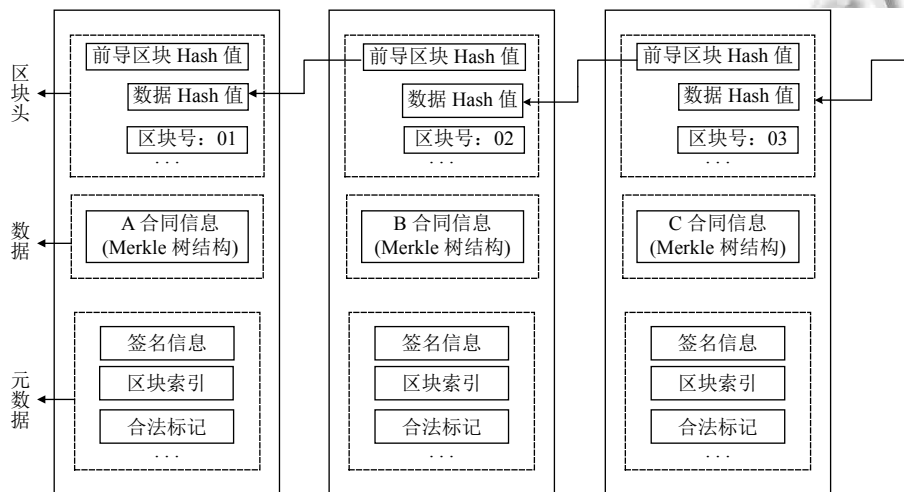 区块头
前导区块 Hash 值
数据 Hash 值
区块号：01
···
前导区块 Hash 值
数据 Hash 值
区块号：02
···
前导区块 Hash 值
数据 Hash 值
区块号：03
···
数据
A 合同信息
(Merkle 树结构)
B 合同信息
(Merkle 树结构)
C 合同信息
(Merkle 树结构)
元数据
签名信息
区块索引
合法标记
···
签名信息
区块索引
合法标记
···
签名信息
区块索引
合法标记
···